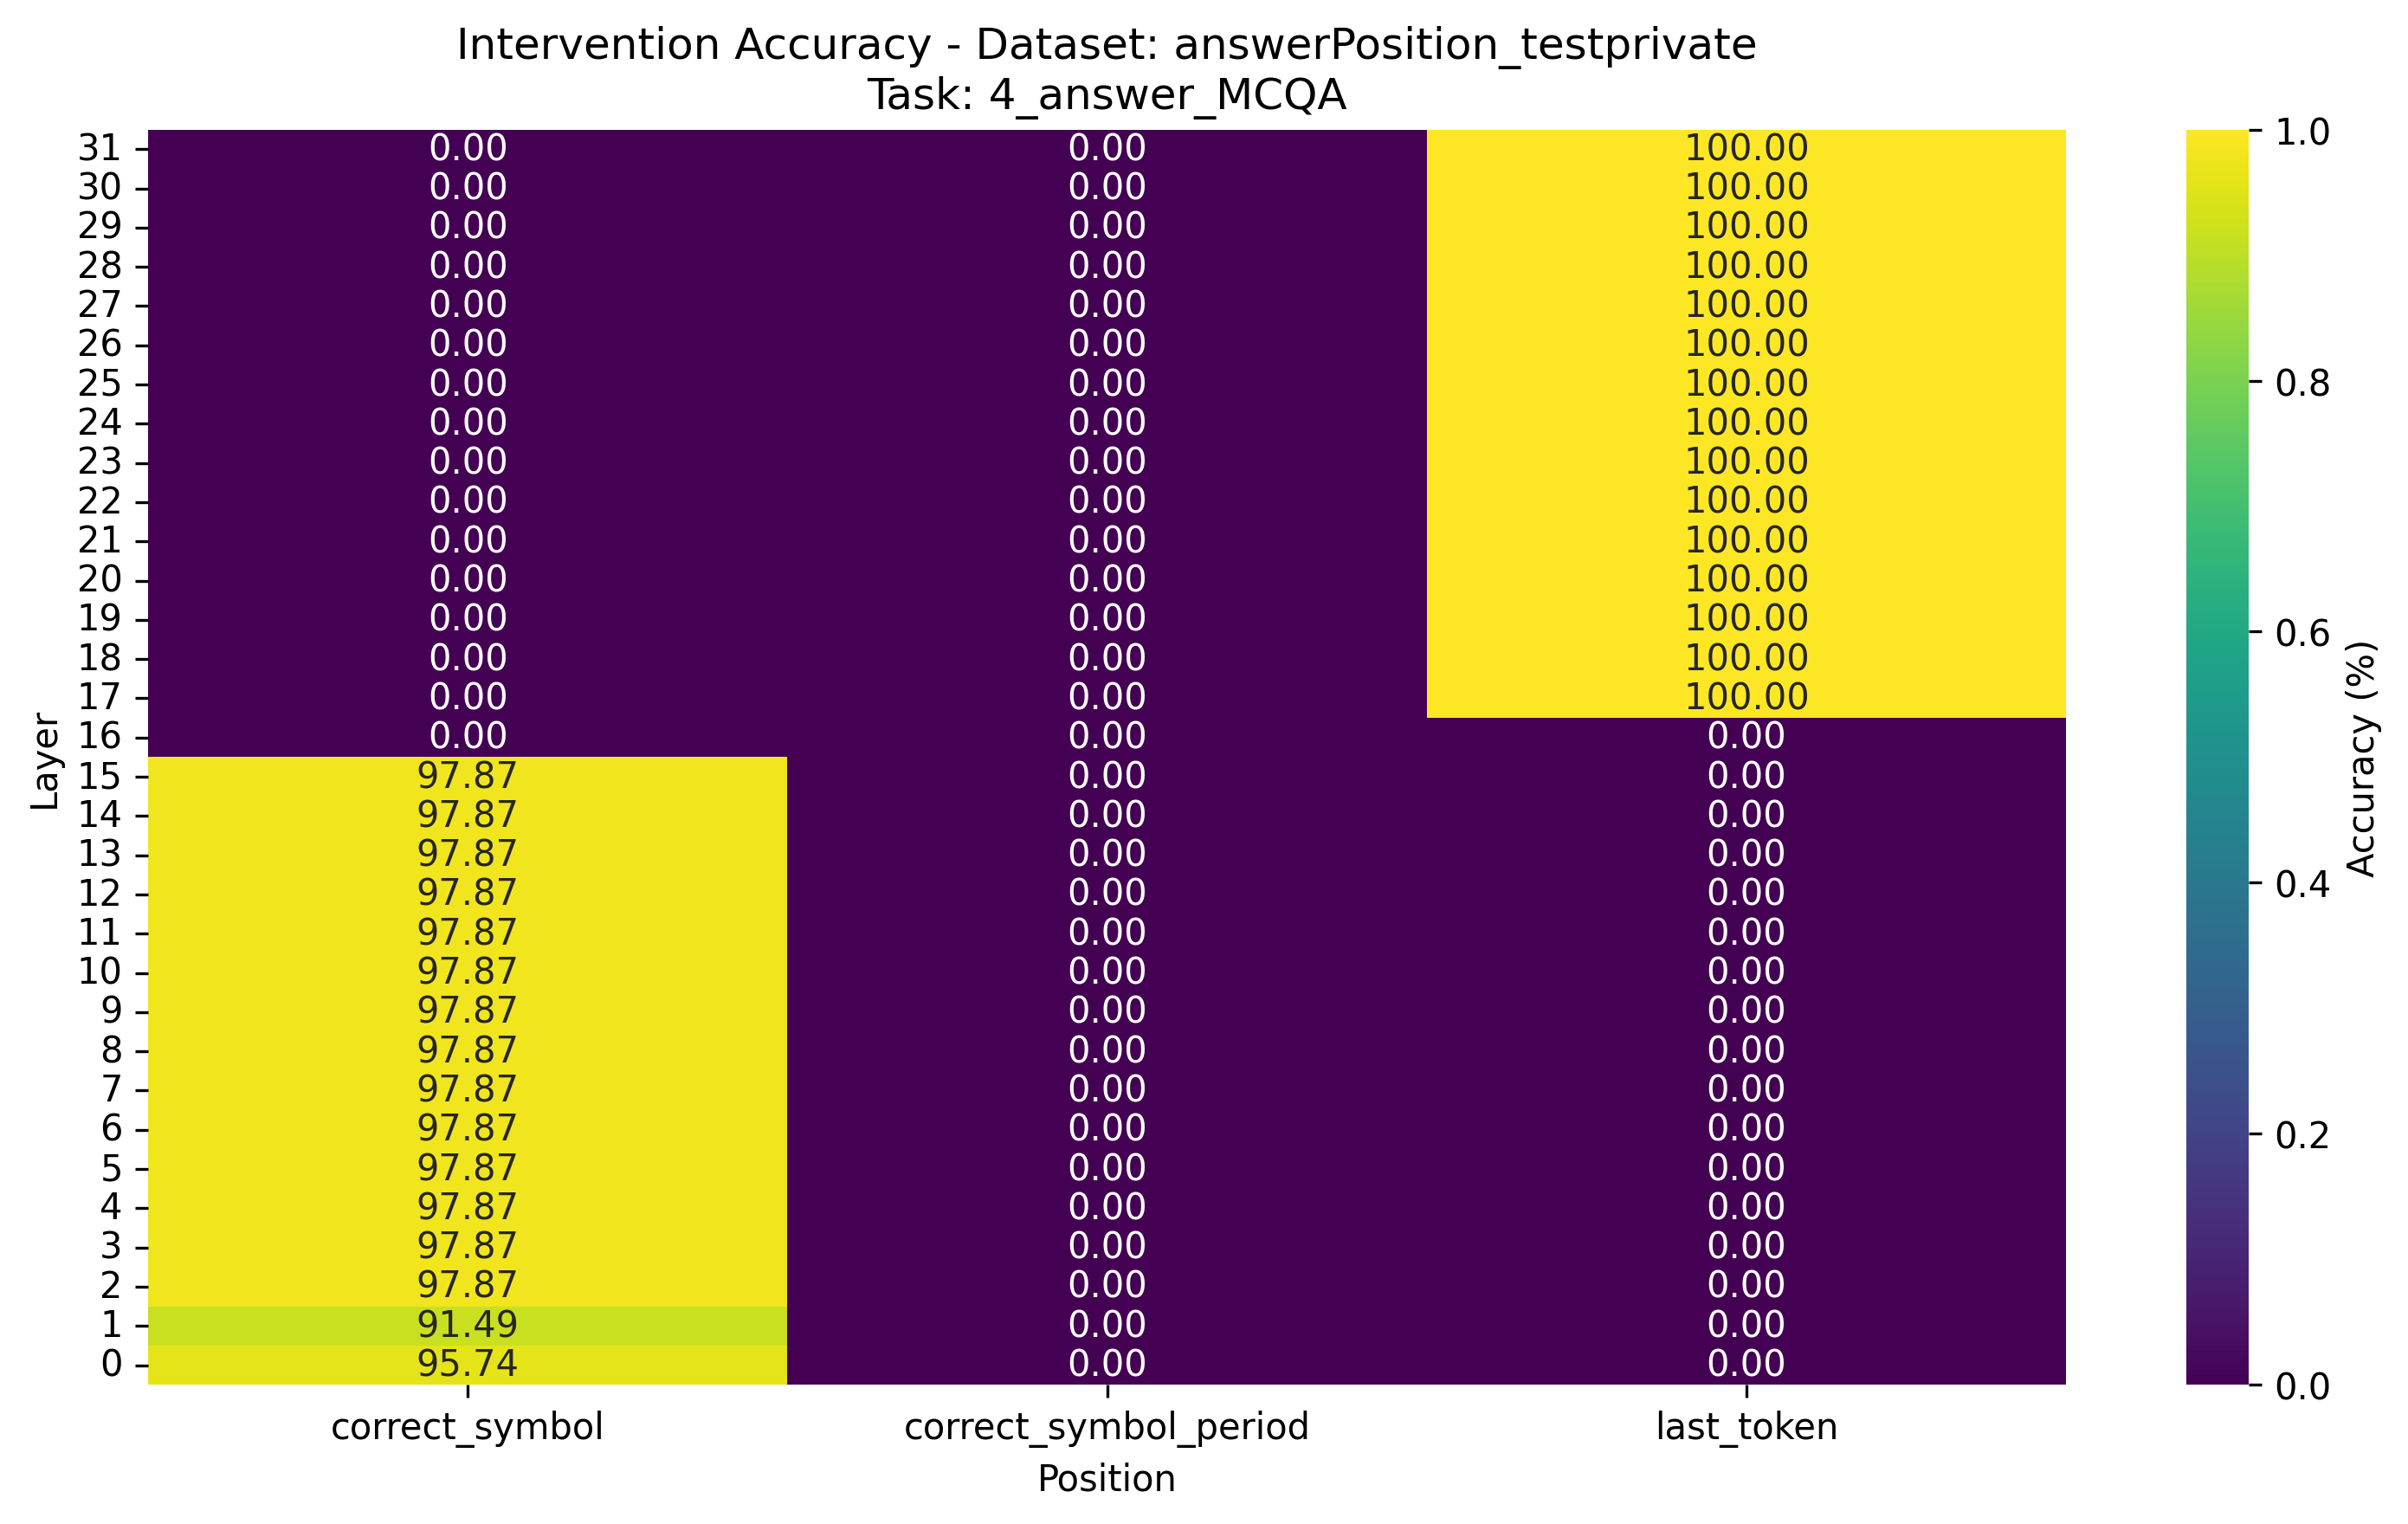 Intervention Accuracy - Dataset: answerPosition_testprivate
Task: 4_answer_MCQA
31 0.00 0.00 100.00
30 0.00 0.00 100.00
29 0.00 0.00 100.00
28 0.00 0.00 100.00
27 0.00 0.00 100.00
26 0.00 0.00 100.00
25 0.00 0.00 100.00
24 0.00 0.00 100.00
23 0.00 0.00 100.00
22 0.00 0.00 100.00
21 0.00 0.00 100.00
20 0.00 0.00 100.00
19 0.00 0.00 100.00
18 0.00 0.00 100.00
17 0.00 0.00 100.00
16 0.00 0.00 0.00
15 97.87 0.00 0.00
14 97.87 0.00 0.00
13 97.87 0.00 0.00
12 97.87 0.00 0.00
11 97.87 0.00 0.00
10 97.87 0.00 0.00
9 97.87 0.00 0.00
8 97.87 0.00 0.00
7 97.87 0.00 0.00
6 97.87 0.00 0.00
5 97.87 0.00 0.00
4 97.87 0.00 0.00
3 97.87 0.00 0.00
2 97.87 0.00 0.00
1 91.49 0.00 0.00
0 95.74 0.00 0.00
correct_symbol correct_symbol_period last_token
Position
Layer
1.0
0.8
0.6
0.4
0.2
0.0
Accuracy (%)